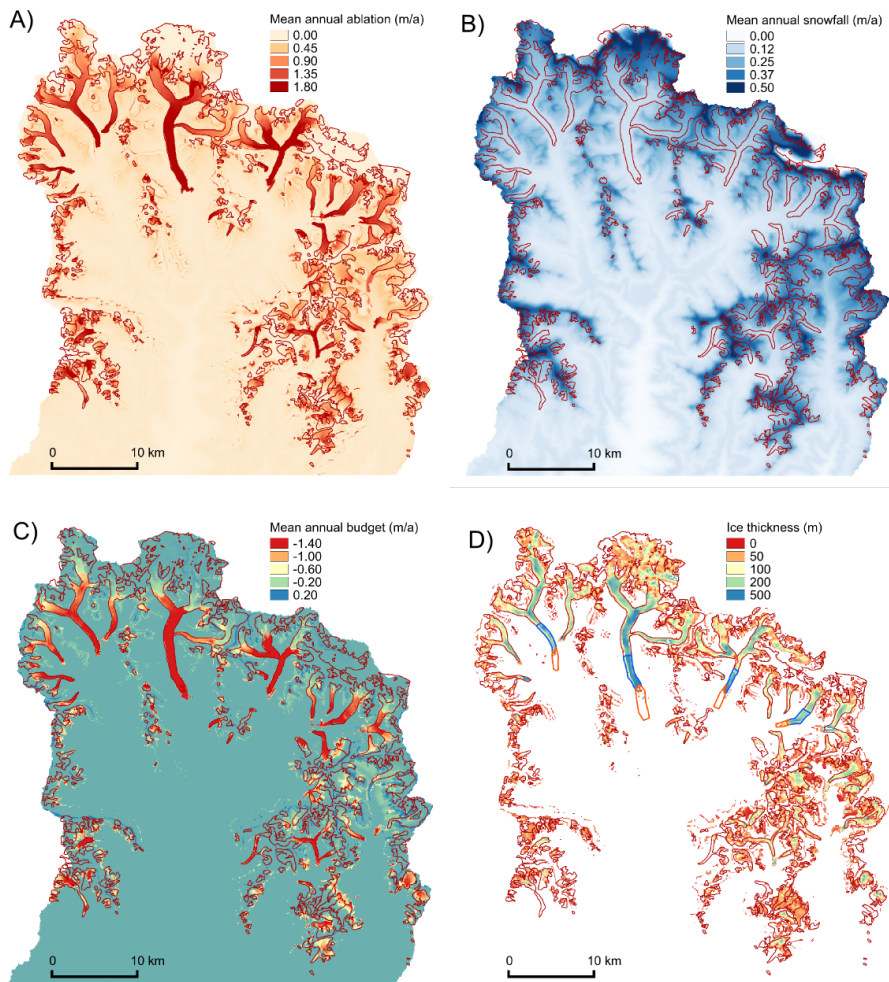 A)
Mean annual ablation (m/a)
0.00
0.45
0.90
1.35
1.80
0 10 km
B)
Mean annual snowfall (m/a)
0.00
0.12
0.25
0.37
0.50
0 10 km
C)
Mean annual budget (m/a)
-1.40
-1.00
-0.60
-0.20
0.20
0 10 km
D)
Ice thickness (m)
0
50
100
200
500
0 10 km